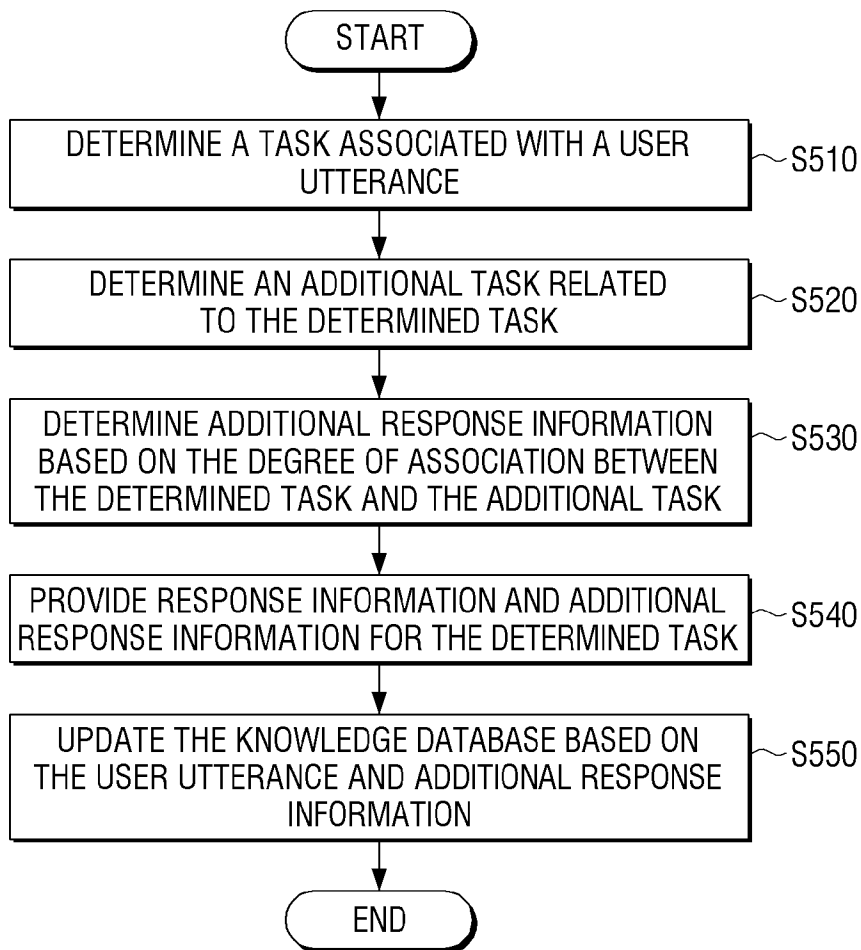 START
DETERMINE A TASK ASSOCIATED WITH A USER
UTTERANCE
S510
DETERMINE AN ADDITIONAL TASK RELATED
TO THE DETERMINED TASK
S520
DETERMINE ADDITIONAL RESPONSE INFORMATION
BASED ON THE DEGREE OF ASSOCIATION BETWEEN
THE DETERMINED TASK AND THE ADDITIONAL TASK
S530
PROVIDE RESPONSE INFORMATION AND ADDITIONAL
RESPONSE INFORMATION FOR THE DETERMINED TASK
S540
UPDATE THE KNOWLEDGE DATABASE BASED ON
THE USER UTTERANCE AND ADDITIONAL RESPONSE
INFORMATION
S550
END